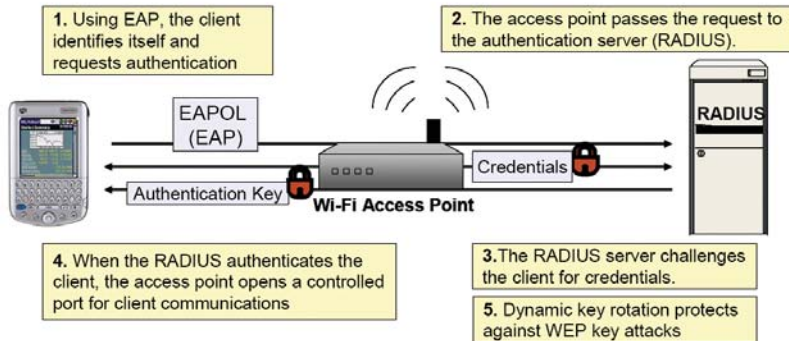 1. Using EAP, the client
identifies itself and
requests authentication
2. The access point passes the request to
the authentication server (RADIUS).
EAPOL
(EAP)
RADIUS
Credentials
Authentication Key
Wi-Fi Access Point
4. When the RADIUS authenticates the
client, the access point opens a controlled
port for client communications
3.The RADIUS server challenges
the client for credentials.
5. Dynamic key rotation protects
against WEP key attacks